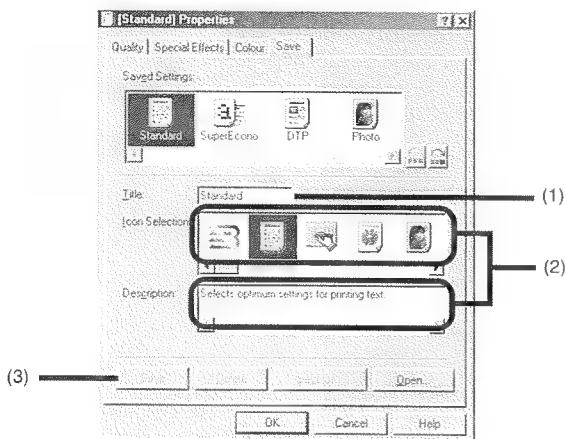 [Standard] Properties
Quality Special Effects Colour Save
Saved Settings:
Standard SuperEcono DTP Photo
Title: Standard (1)
Icon Selection:
(2)
Description: Selects optimum settings for printing text.
(3)
Open...
OK Cancel Help